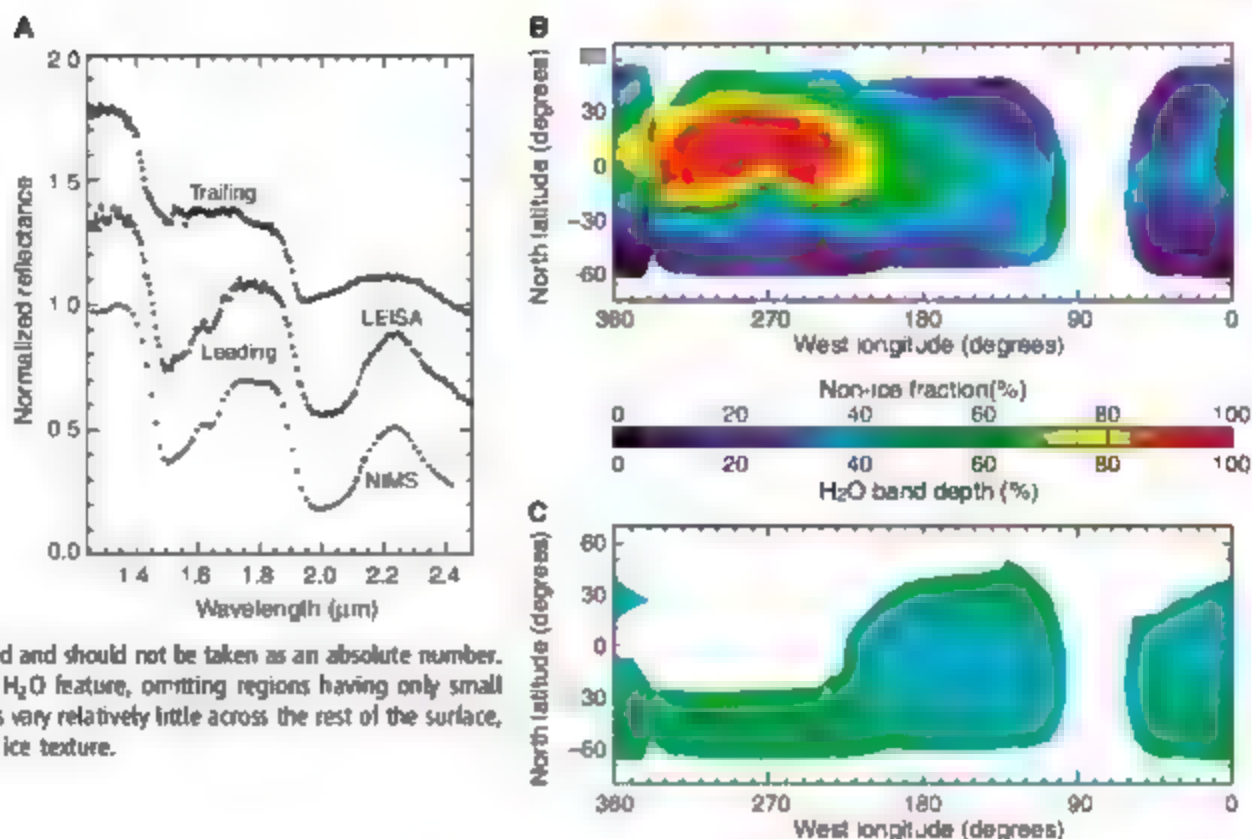 A
2.0
1.5
1.0
0.5
0.0
Normalized reflectance
Trailing
LEISA
Leading
NIMS
1.4 1.6 1.8 2.0 2.2 2.4
Wavelength (µm)
d and should not be taken as an absolute number.
H₂O feature, omitting regions having only small
s vary relatively little across the rest of the surface,
ice texture.
B
30
0
-30
-60
North latitude (degrees)
360 270 180 90 0
West longitude (degrees)
Non-ice fraction(%)
0 20 40 60 80 100
0 20 40 60 80 100
H₂O band depth (%)
C
60
30
0
30
-60
North latitude (degrees)
360 270 180 90 0
West longitude (degrees)